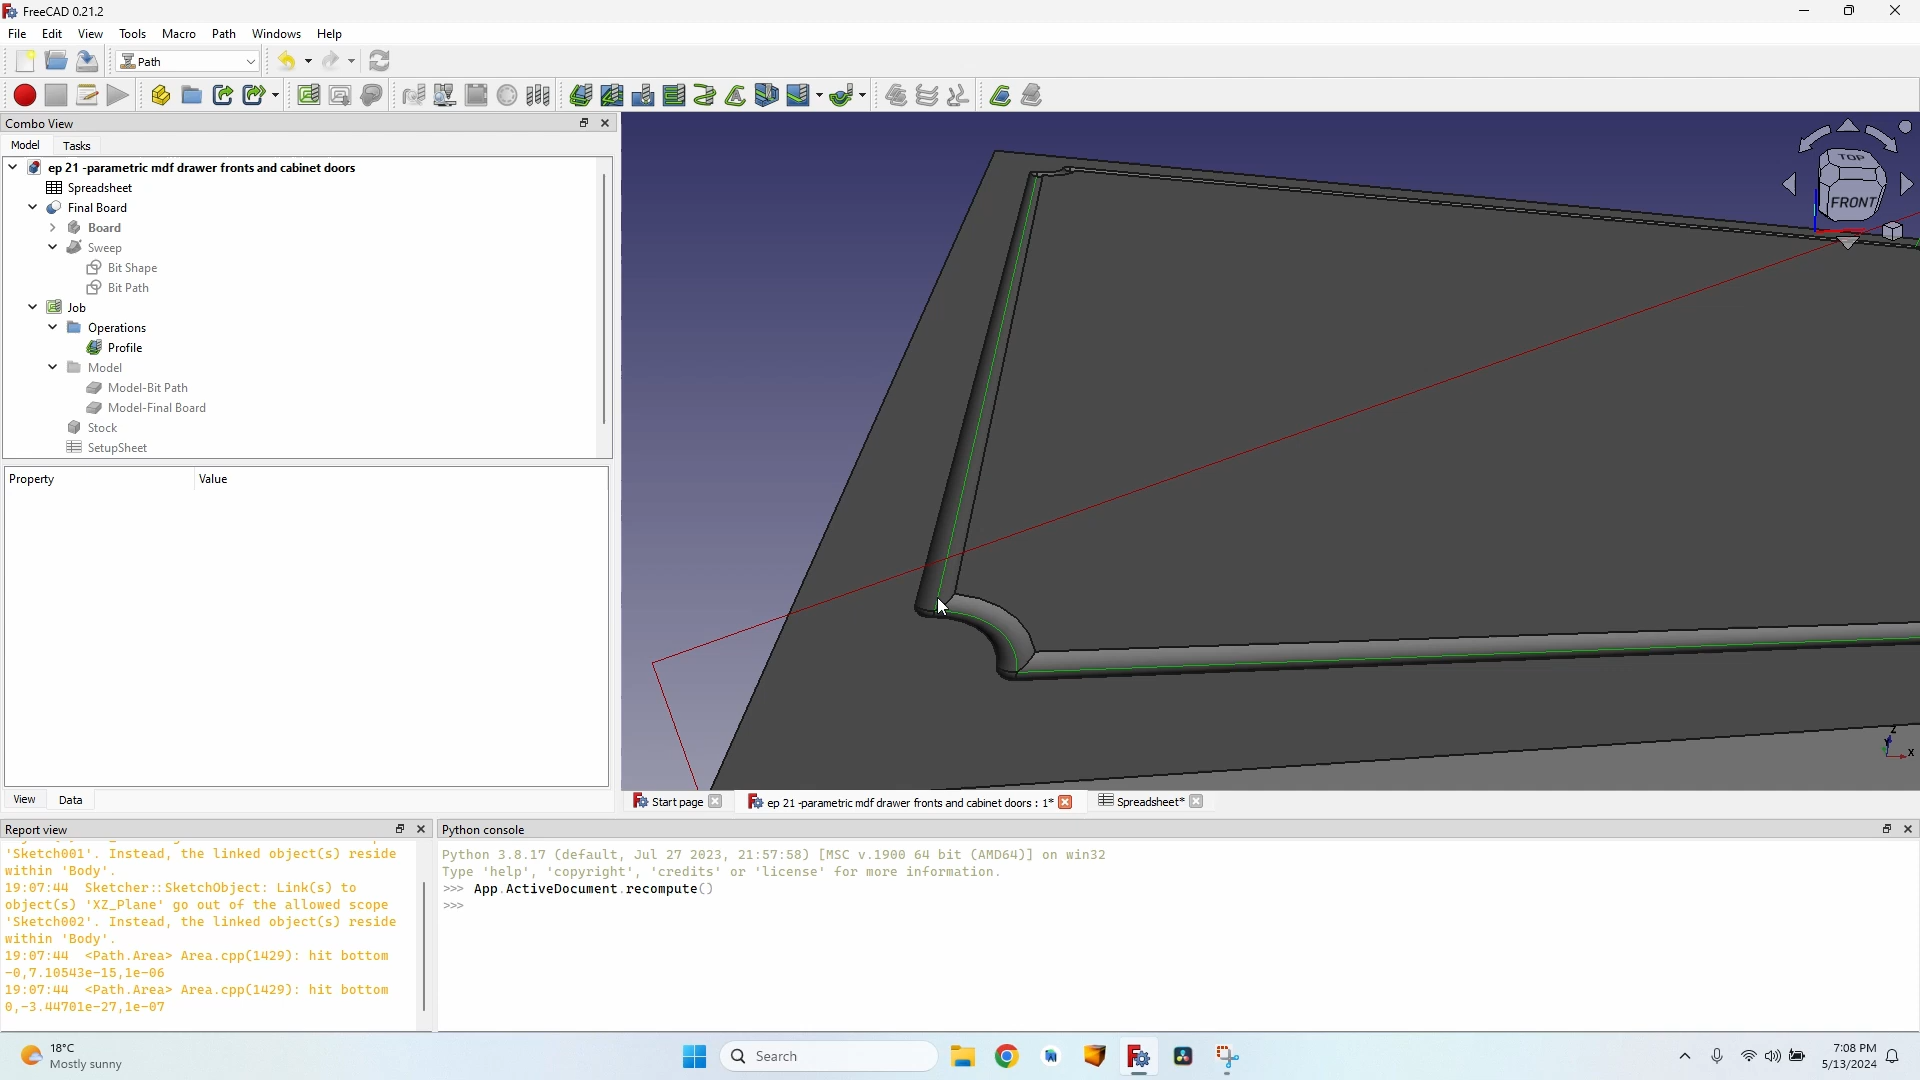 FreeCAD 0.21.2
File Edit View Tools Macro Path Windows Help
Path
Combo View
Model Tasks
ep 21 -parametric mdf drawer fronts and cabinet doors
Spreadsheet
Final Board
Board
Sweep
Bit Shape
Bit Path
Job
Operations
Profile
Model
Model-Bit Path
Model-Final Board
Stock
SetupSheet
Property Value
View Data
TOP
FRONT
Z
X
Start page
ep 21 -parametric mdf drawer fronts and cabinet doors : 1*
Spreadsheet*
Report view
'Sketch001'. Instead, the linked object(s) reside
within 'Body'.
19:07:44 Sketcher::SketchObject: Link(s) to
object(s) 'XZ_Plane' go out of the allowed scope
'Sketch002'. Instead, the linked object(s) reside
within 'Body'.
19:07:44 <Path.Area> Area.cpp(1429): hit bottom
-0,7.10543e-15,1e-06
19:07:44 <Path.Area> Area.cpp(1429): hit bottom
0,-3.44701e-27,1e-07
Python console
Python 3.8.17 (default, Jul 27 2023, 21:57:58) [MSC v.1900 64 bit (AMD64)] on win32
Type 'help', 'copyright', 'credits' or 'license' for more information.
>>> App.ActiveDocument.recompute()
>>>
18°C
Mostly sunny
Search
7:08 PM
5/13/2024